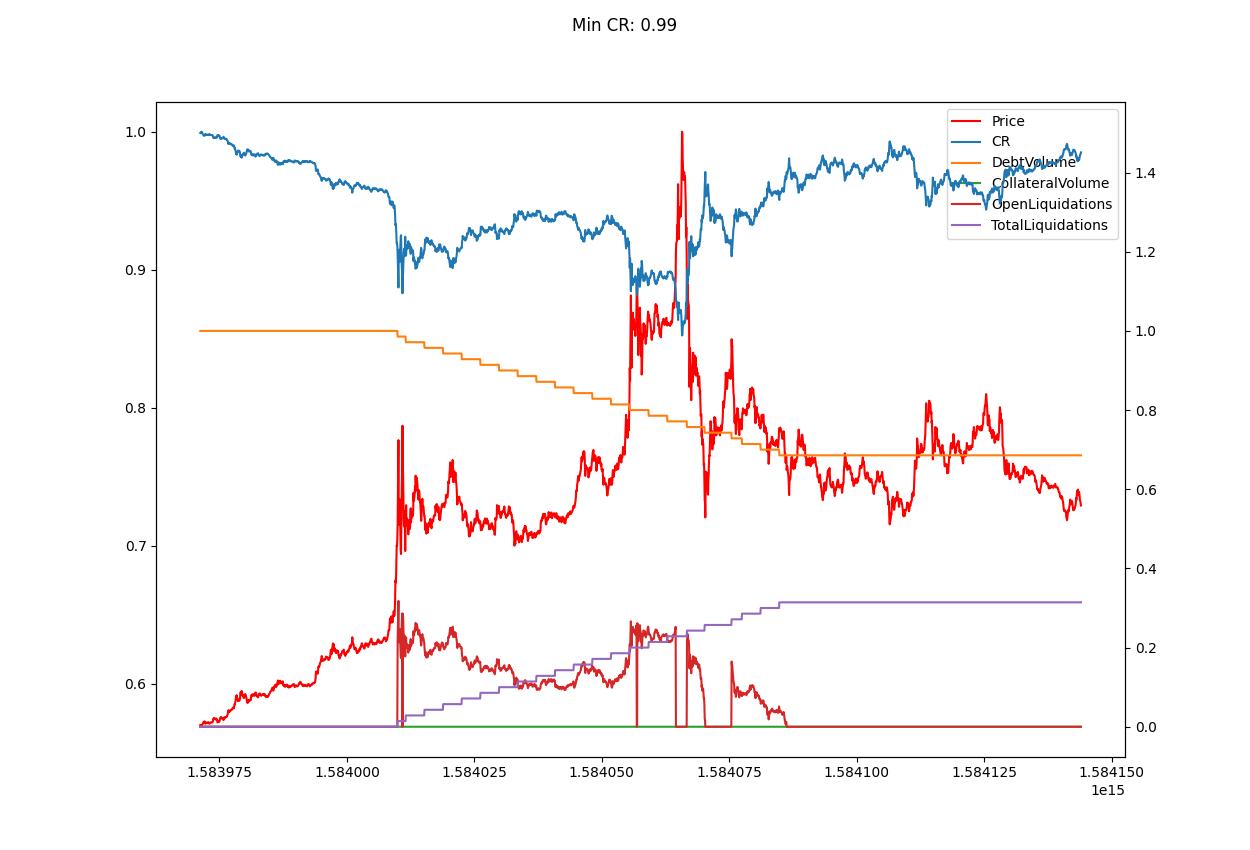 Min CR: 0.99
Price
CR
DebtVolume
CollateralVolume
OpenLiquidations
TotalLiquidations
1.0
0.9
0.8
0.7
0.6
1.4
1.2
1.0
0.8
0.6
0.4
0.2
0.0
1.583975 1.584000 1.584025 1.584050 1.584075 1.584100 1.584125 1.584150
1e15